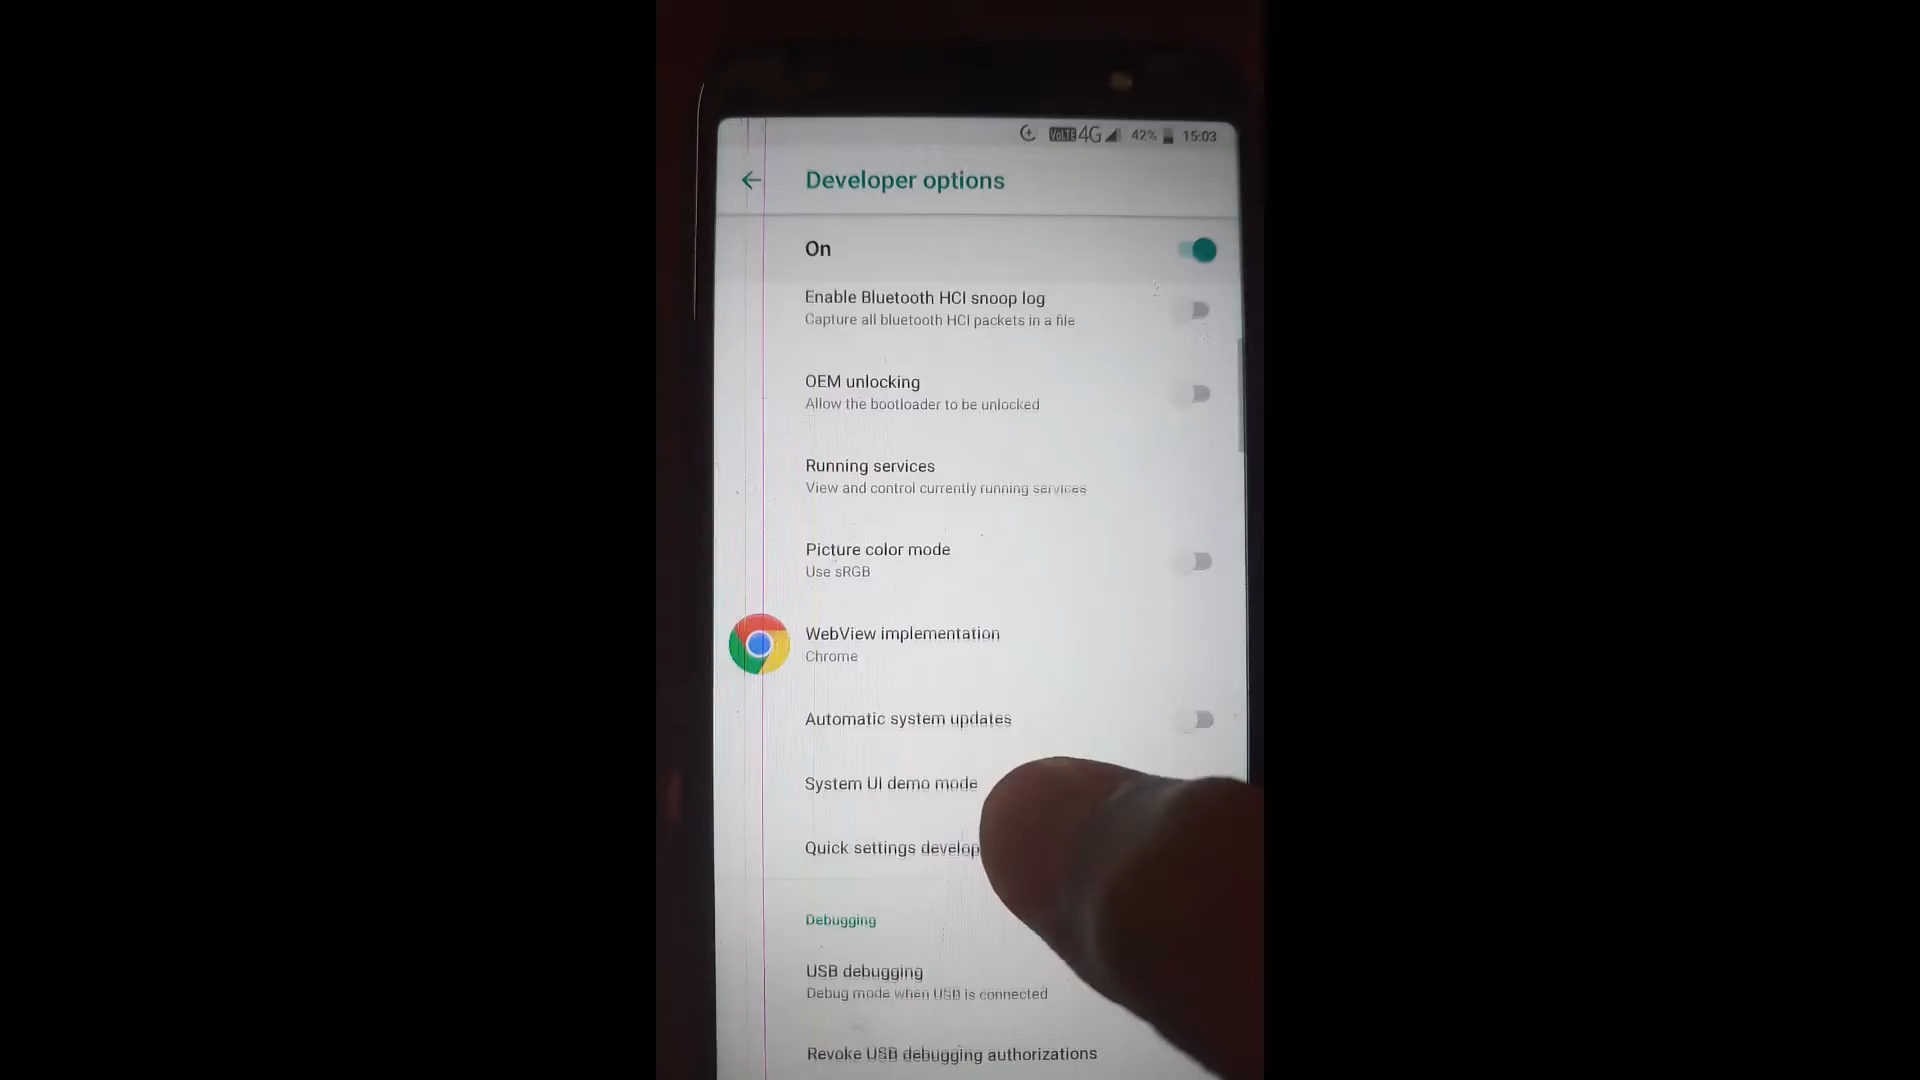 VoLTE 4G 42% 15:03
Developer options
On
Enable Bluetooth HCI snoop log
Capture all bluetooth HCI packets in a file
OEM unlocking
Allow the bootloader to be unlocked
Running services
View and control currently running services
Picture color mode
Use sRGB
WebView implementation
Chrome
Automatic system updates
System UI demo mode
Quick settings develop
Debugging
USB debugging
Debug mode when USB is connected
Revoke USB debugging authorizations